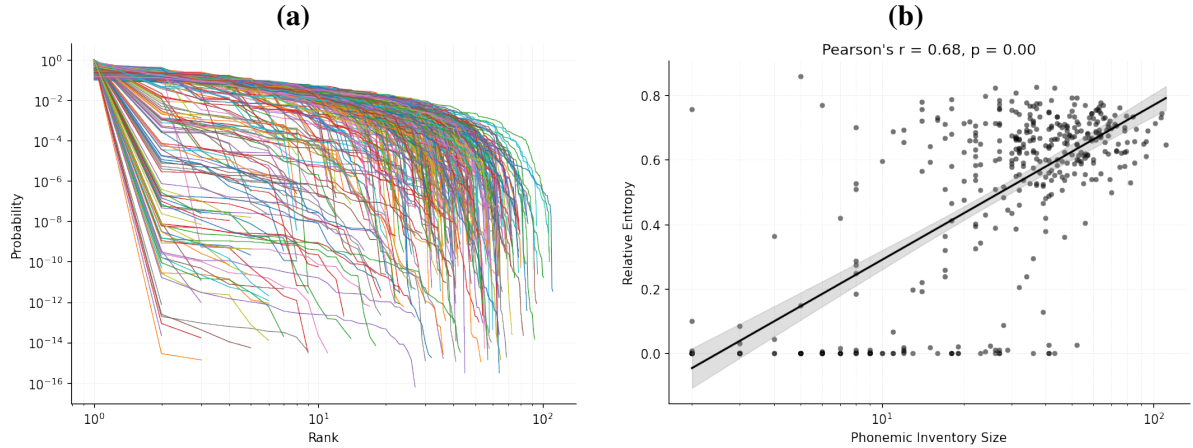 (a)
10^0
10^-2
10^-4
10^-6
10^-8
10^-10
10^-12
10^-14
10^-16
Probability
10^0
10^1
10^2
Rank
(b)
Pearson's r = 0.68, p = 0.00
0.8
0.6
0.4
0.2
0.0
Relative Entropy
10^1
10^2
Phonemic Inventory Size